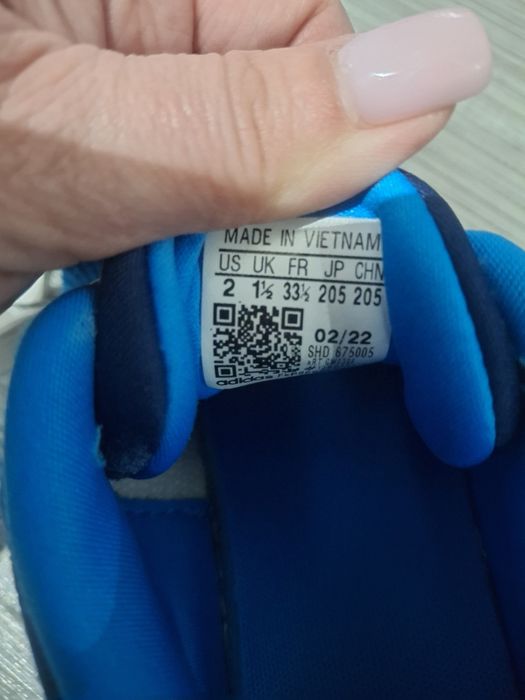 MADE IN VIETNAM
US UK FR JP CHN
2 1½ 33½ 205 205
02/22
SHD 675005
adidas